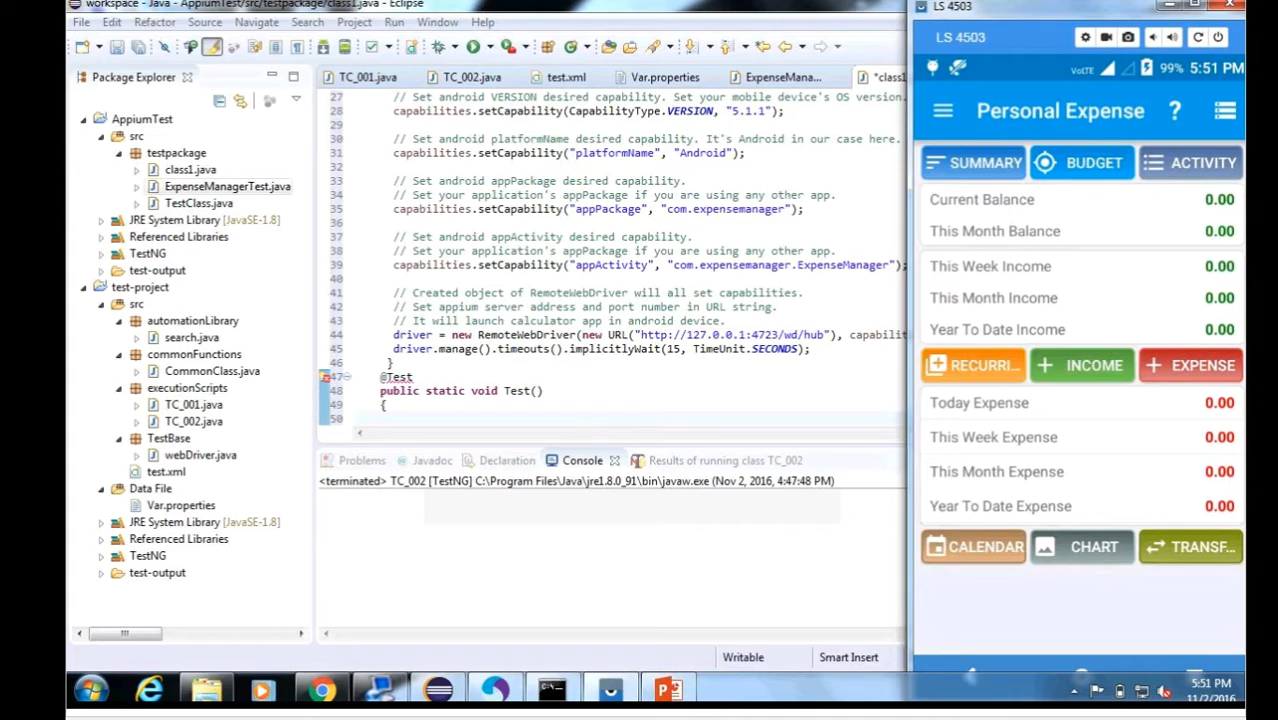 workspace - Java - AppiumTest/src/testpackage/class1.java - Eclipse
File Edit Refactor Source Navigate Search Project Run Window Help
Package Explorer
AppiumTest
src
testpackage
class1.java
ExpenseManagerTest.java
TestClass.java
JRE System Library [JavaSE-1.8]
Referenced Libraries
TestNG
test-output
test-project
src
automationLibrary
search.java
commonFunctions
CommonClass.java
executionScripts
TC_001.java
TC_002.java
TestBase
webDriver.java
test.xml
Data File
Var.properties
JRE System Library [JavaSE-1.8]
Referenced Libraries
TestNG
test-output
TC_001.java TC_002.java test.xml Var.properties ExpenseMana... *class1
27 // Set android VERSION desired capability. Set your mobile device's OS version.
28 capabilities.setCapability(CapabilityType.VERSION, "5.1.1");
29
30 // Set android platformName desired capability. It's Android in our case here.
31 capabilities.setCapability("platformName", "Android");
32
33 // Set android appPackage desired capability.
34 // Set your application's appPackage if you are using any other app.
35 capabilities.setCapability("appPackage", "com.expensemanager");
36
37 // Set android appActivity desired capability.
38 // Set your application's appPackage if you are using any other app.
39 capabilities.setCapability("appActivity", "com.expensemanager.ExpenseManager");
40
41 // Created object of RemoteWebDriver will all set capabilities.
42 // Set appium server address and port number in URL string.
43 // It will launch calculator app in android device.
44 driver = new RemoteWebDriver(new URL("http://127.0.0.1:4723/wd/hub"), capabilit
45 driver.manage().timeouts().implicitlyWait(15, TimeUnit.SECONDS);
46 }
47 @Test
48 public static void Test()
49 {
50
Problems Javadoc Declaration Console Results of running class TC_002
<terminated> TC_002 [TestNG] C:\Program Files\Java\jre1.8.0_91\bin\javaw.exe (Nov 2, 2016, 4:47:48 PM)
Writable Smart Insert
LS 4503
LS 4503
VoLTE 99% 5:51 PM
Personal Expense ?
SUMMARY BUDGET ACTIVITY
Current Balance 0.00
This Month Balance 0.00
This Week Income 0.00
This Month Income 0.00
Year To Date Income 0.00
RECURRI... INCOME EXPENSE
Today Expense 0.00
This Week Expense 0.00
This Month Expense 0.00
Year To Date Expense 0.00
CALENDAR CHART TRANSF...
5:51 PM
11/2/2016